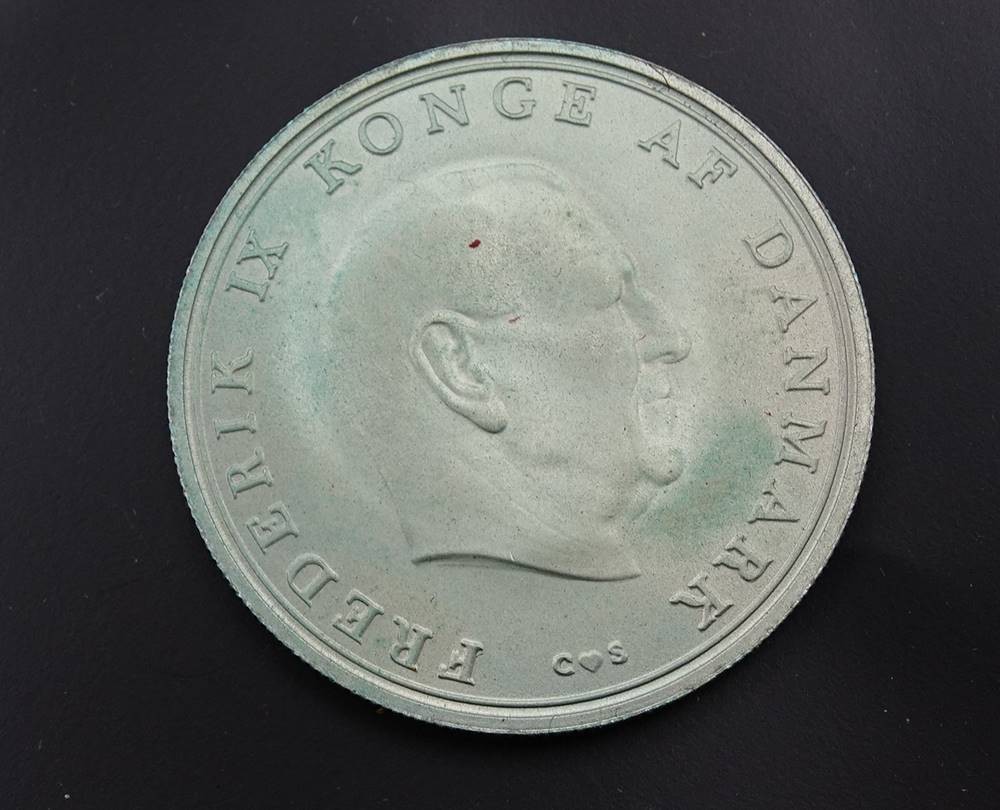 FREDERIK IX KONGE AF DANMARK
C♥S